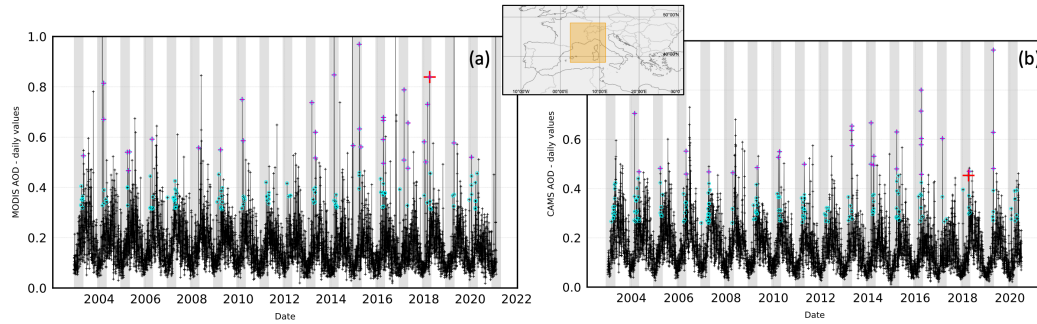 (a)
MODIS AOD - daily values
1.0
0.8
0.6
0.4
0.2
0.0
2004 2006 2008 2010 2012 2014 2016 2018 2020 2022
Date
50°00'N
40°00'N
10°00'W 0°00'E 10°00'E 20°00'E
(b)
CAMS AOD - daily values
0.8
0.6
0.4
0.2
0.0
2004 2006 2008 2010 2012 2014 2016 2018 2020
Date